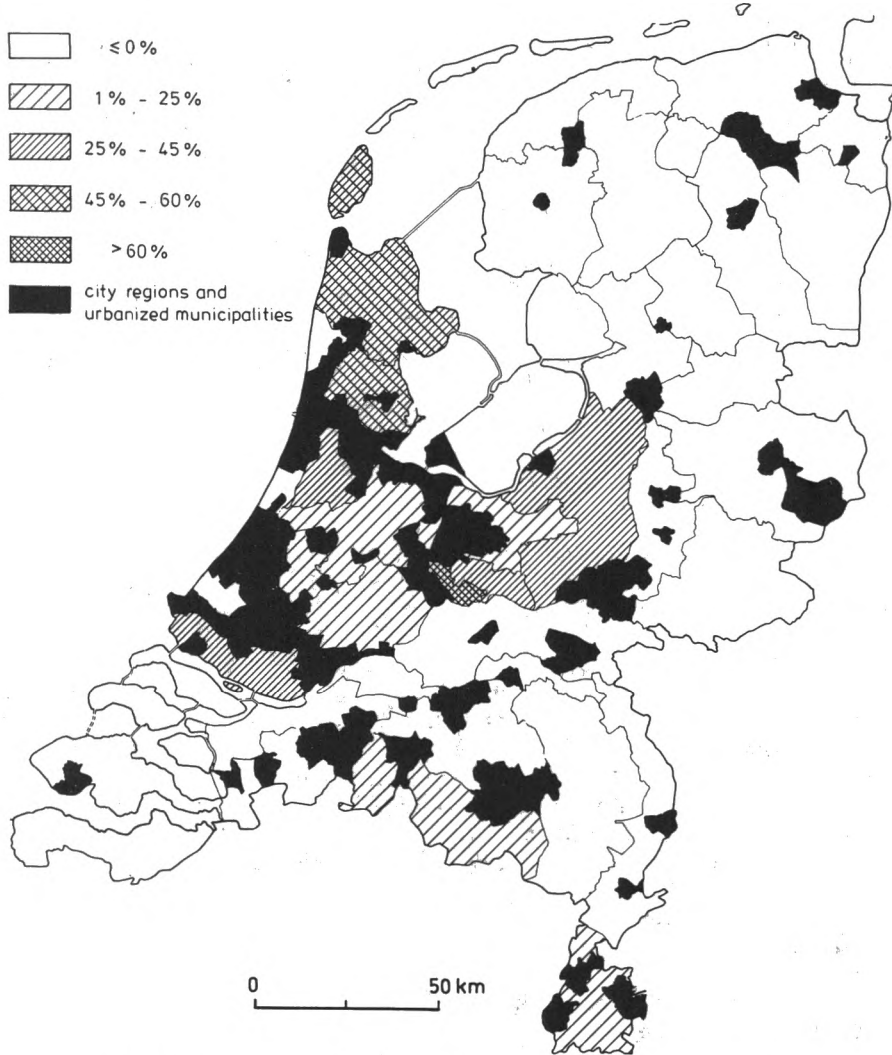 ≤0%
1% - 25%
25% - 45%
45% - 60%
>60%
city regions and
urbanized municipalities
0 50 km